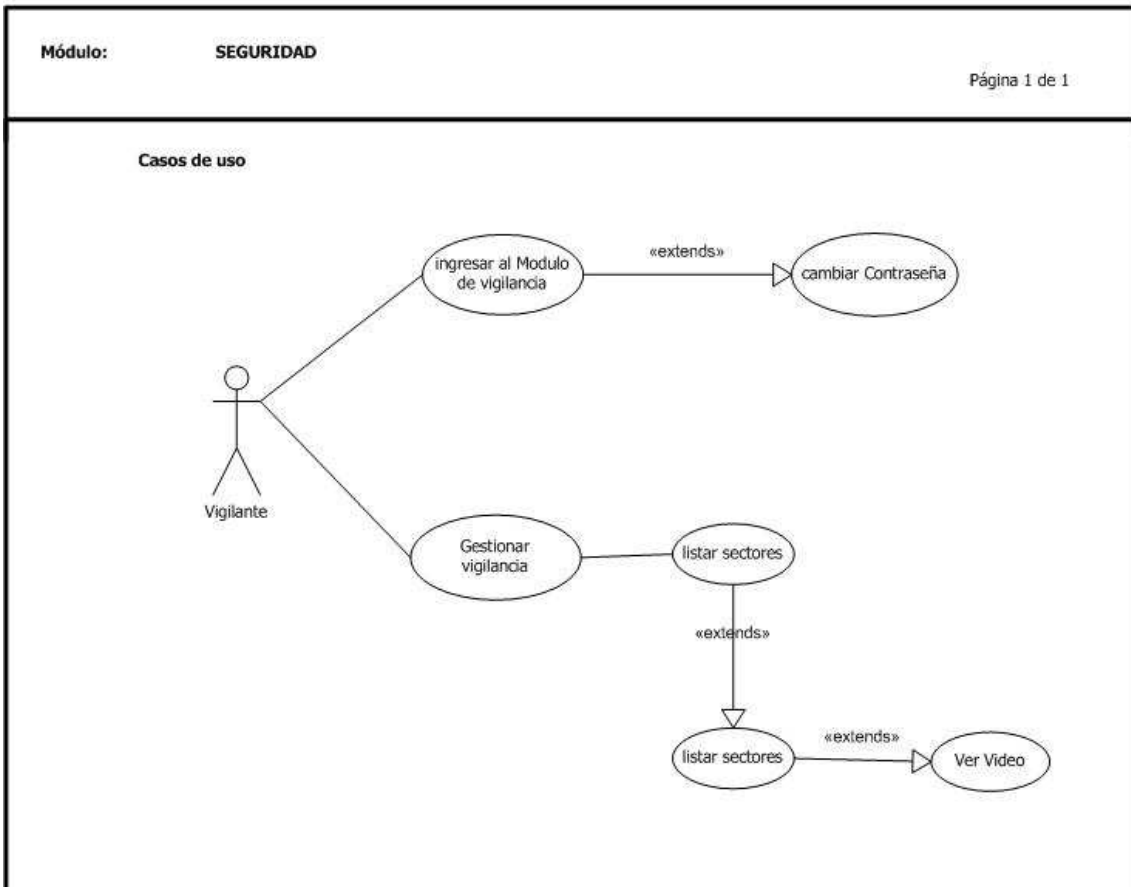 Módulo: SEGURIDAD
Página 1 de 1
Casos de uso
ingresar al Modulo
de vigilancia
«extends»
cambiar Contraseña
Vigilante
Gestionar
vigilancia
listar sectores
«extends»
listar sectores
«extends»
Ver Video